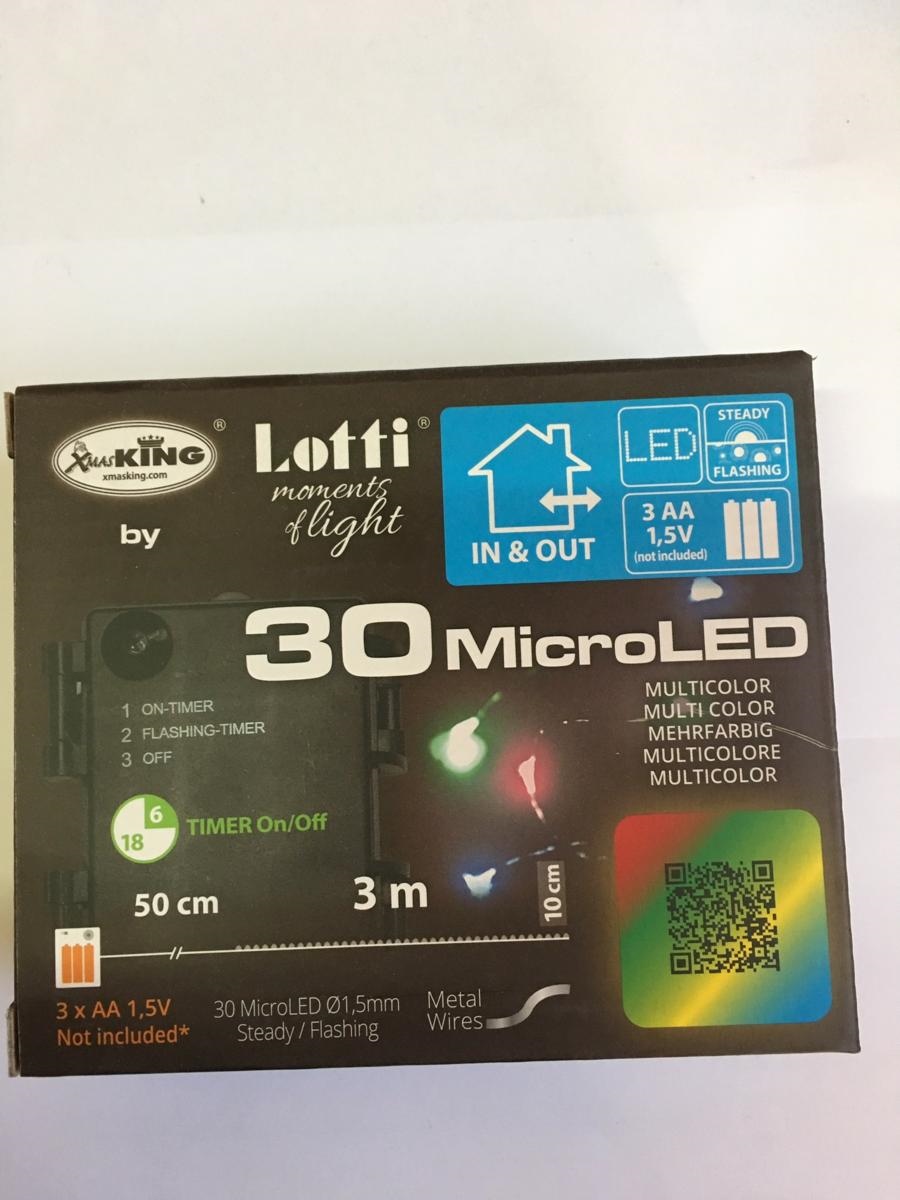 XMASKING ®
xmasking.com
by
Lotti ®
moments
of light
IN & OUT
LED
STEADY
FLASHING
3 AA
1,5V
(not included)
30 MicroLED
MULTICOLOR
MULTI COLOR
MEHRFARBIG
MULTICOLORE
MULTICOLOR
1 ON-TIMER
2 FLASHING-TIMER
3 OFF
6
18
TIMER On/Off
50 cm
3 m
10 cm
3 x AA 1,5V
Not included*
30 MicroLED Ø1,5mm
Steady / Flashing
Metal
Wires